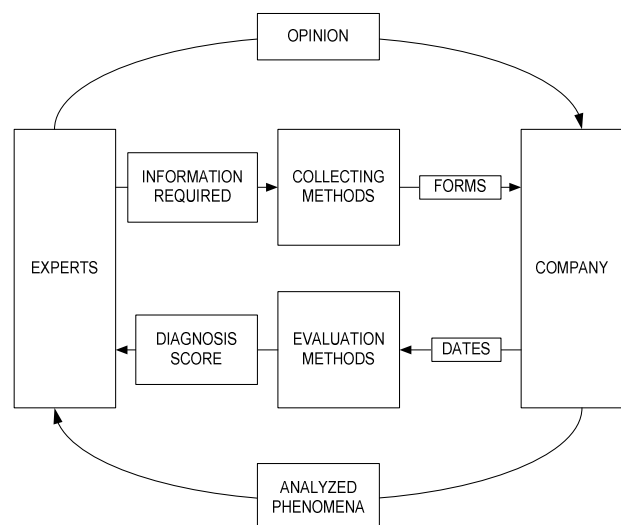 OPINION
INFORMATION
REQUIRED
COLLECTING
METHODS
FORMS
EXPERTS
COMPANY
DIAGNOSIS
SCORE
EVALUATION
METHODS
DATES
ANALYZED
PHENOMENA